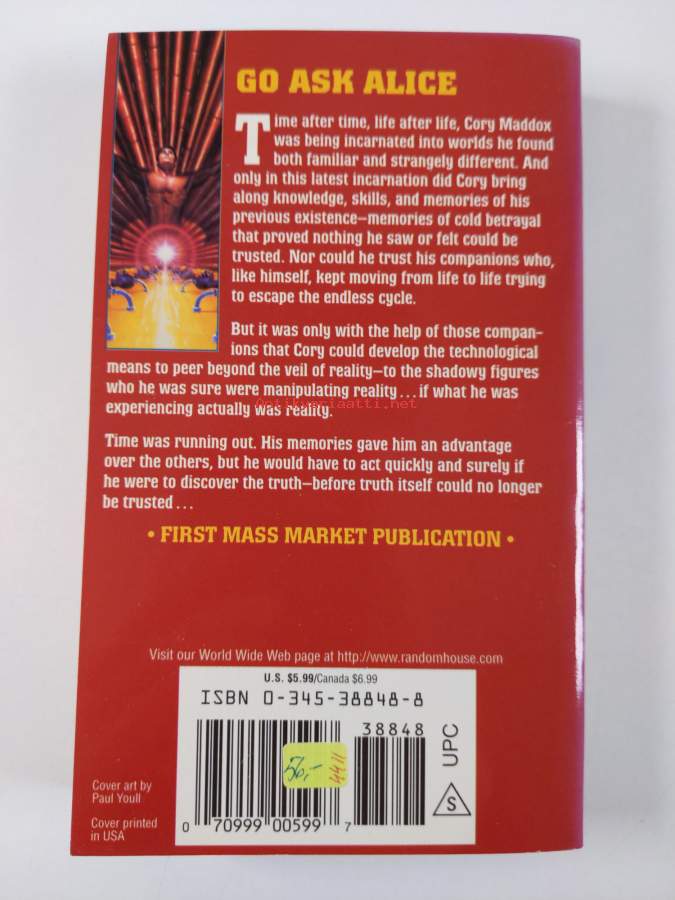 GO ASK ALICE
Time after time, life after life, Cory Maddox
was being incarnated into worlds he found
both familiar and strangely different. And
only in this latest incarnation did Cory bring
along knowledge, skills, and memories of his
previous existence—memories of cold betrayal
that proved nothing he saw or felt could be
trusted. Nor could he trust his companions who,
like himself, kept moving from life to life trying
to escape the endless cycle.
But it was only with the help of those compan-
ions that Cory could develop the technological
means to peer beyond the veil of reality—to the shadowy figures
who he was sure were manipulating reality...if what he was
experiencing actually was reality.
Antikvariaatti.net
Time was running out. His memories gave him an advantage
over the others, but he would have to act quickly and surely if
he were to discover the truth—before truth itself could no longer
be trusted...
• FIRST MASS MARKET PUBLICATION •
Visit our World Wide Web page at http://www.randomhouse.com
U.S. $5.99/Canada $6.99
ISBN 0-345-38848-8
38848
56,-
4411
UPC
S
0 70999 00599 7
Cover art by
Paul Youll
Cover printed
in USA